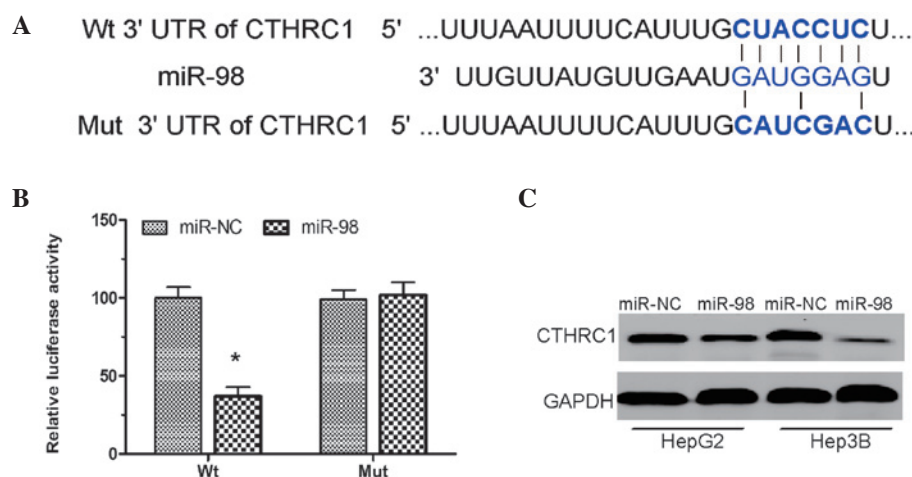 A
Wt 3' UTR of CTHRC1 5' ...UUUAAUUUUCAUUUGCUACCUCU...
miR-98 3' UUGUUAUGUUGAAUGAUGGAGU
Mut 3' UTR of CTHRC1 5' ...UUUAAUUUUCAUUUGCAUCGACU...
B
miR-NC miR-98
Relative luciferase activity
150
100
50
0
*
Wt Mut
C
miR-NC miR-98 miR-NC miR-98
CTHRC1
GAPDH
HepG2 Hep3B